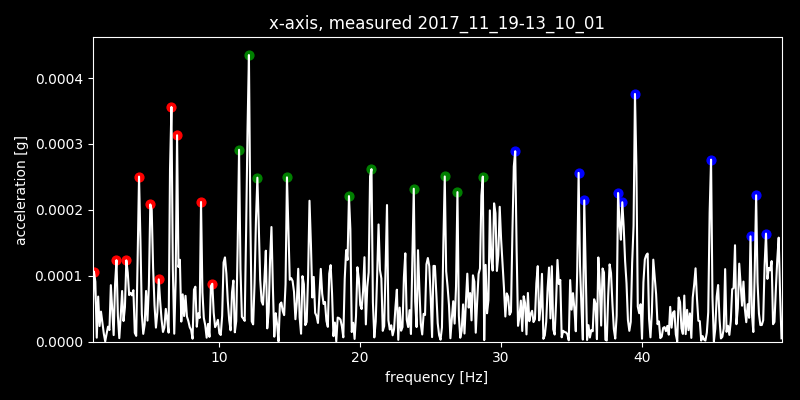 x-axis, measured 2017_11_19-13_10_01
0.0004
0.0003
0.0002
0.0001
0.0000
acceleration [g]
10 20 30 40
frequency [Hz]